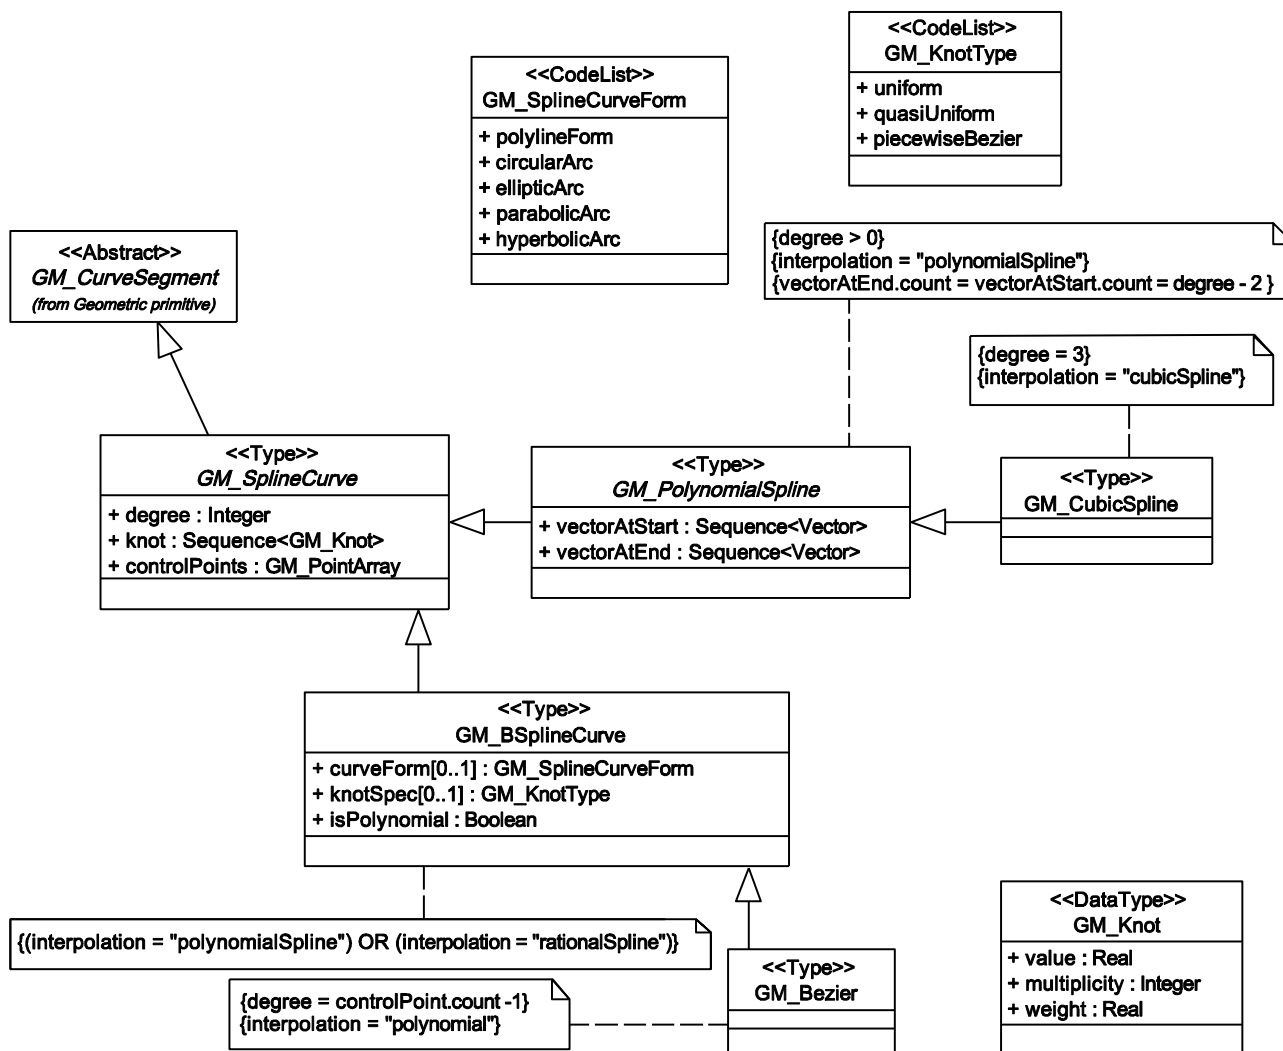 <<CodeList>>
GM_KnotType
+ uniform
+ quasiUniform
+ piecewiseBezier
<<CodeList>>
GM_SplineCurveForm
+ polylineForm
+ circularArc
+ ellipticArc
+ parabolicArc
+ hyperbolicArc
{degree > 0}
{interpolation = "polynomialSpline"}
{vectorAtEnd.count = vectorAtStart.count = degree - 2 }
<<Abstract>>
GM_CurveSegment
(from Geometric primitive)
{degree = 3}
{interpolation = "cubicSpline"}
<<Type>>
GM_SplineCurve
+ degree : Integer
+ knot : Sequence<GM_Knot>
+ controlPoints : GM_PointArray
<<Type>>
GM_PolynomialSpline
+ vectorAtStart : Sequence<Vector>
+ vectorAtEnd : Sequence<Vector>
<<Type>>
GM_CubicSpline
<<Type>>
GM_BSplineCurve
+ curveForm[0..1] : GM_SplineCurveForm
+ knotSpec[0..1] : GM_KnotType
+ isPolynomial : Boolean
{(interpolation = "polynomialSpline") OR (interpolation = "rationalSpline")}
{degree = controlPoint.count -1}
{interpolation = "polynomial"}
<<Type>>
GM_Bezier
<<DataType>>
GM_Knot
+ value : Real
+ multiplicity : Integer
+ weight : Real